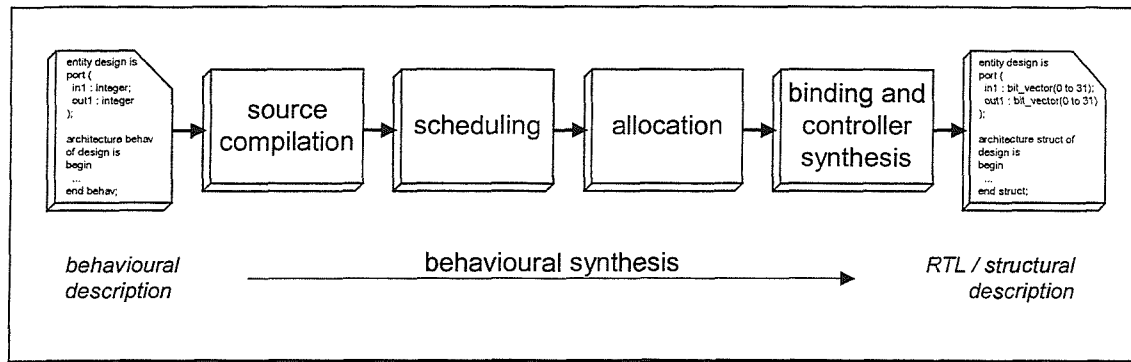 entity design is
port (
in1 : integer;
out1 : integer
);
architecture behav
of design is
begin
...
end behav;
source
compilation
scheduling
allocation
binding and
controller
synthesis
entity design is
port (
in1 : bit_vector(0 to 31);
out1 : bit_vector(0 to 31)
);
architecture struct of
design is
begin
...
end struct;
behavioural
description
behavioural synthesis
RTL / structural
description